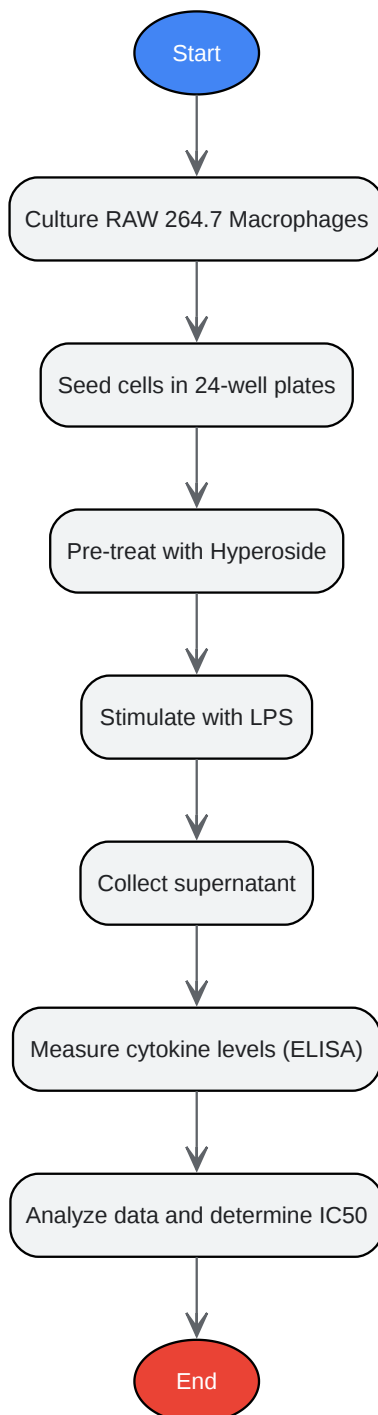 Start
Culture RAW 264.7 Macrophages
Seed cells in 24-well plates
Pre-treat with Hyperoside
Stimulate with LPS
Collect supernatant
Measure cytokine levels (ELISA)
Analyze data and determine IC50
End